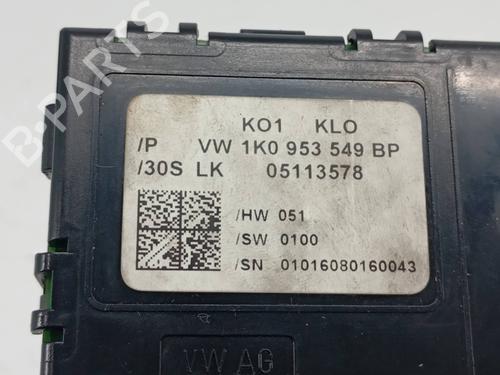 B-PARTS
KO1 KLO
/P VW 1K0 953 549 BP
/30S LK 05113578
/HW 051
/SW 0100
/SN 01016080160043
VW AG